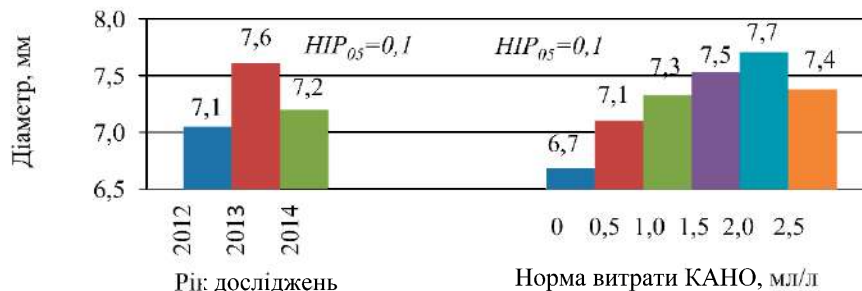 Діаметр, мм
8,0
7,5
7,0
6,5
7,1
7,6
7,2
HIP05=0,1
2012
2013
2014
Рік досліджень
HIP05=0,1
6,7
7,1
7,3
7,5
7,7
7,4
0 0,5 1,0 1,5 2,0 2,5
Норма витрати КАНО, мл/л